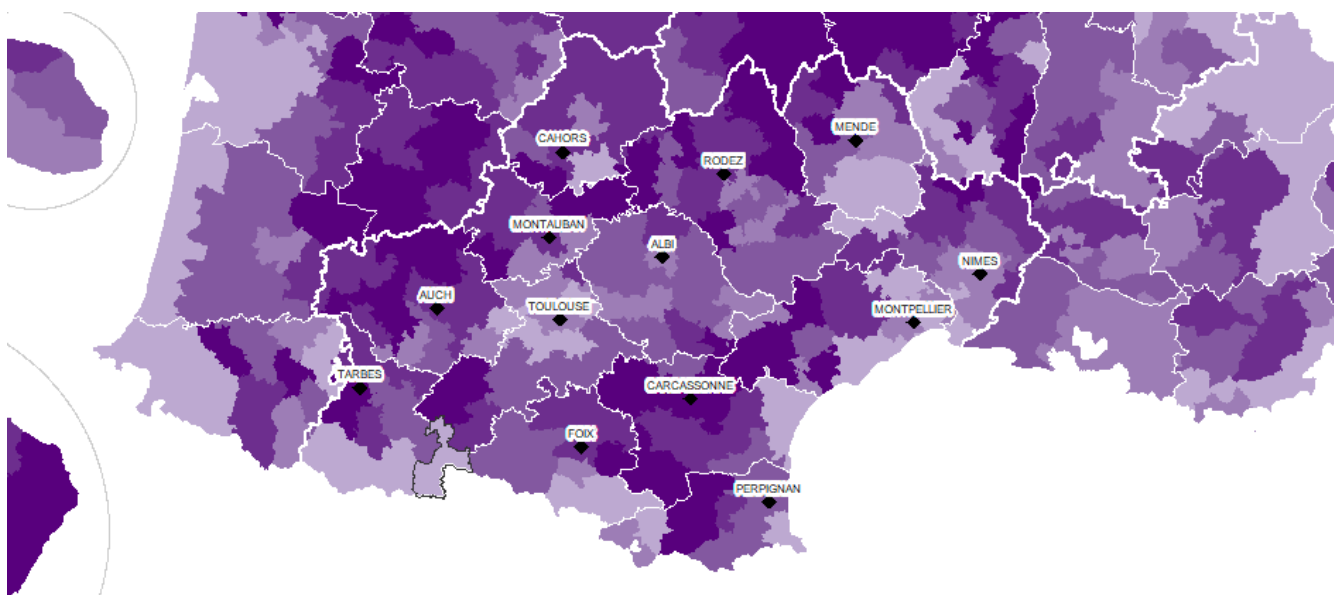 MENDE
CAHORS
RODEZ
MONTAUBAN
ALBI
NIMES
AUCH
TOULOUSE
MONTPELLIER
TARBES
CARCASSONNE
FOIX
PERPIGNAN